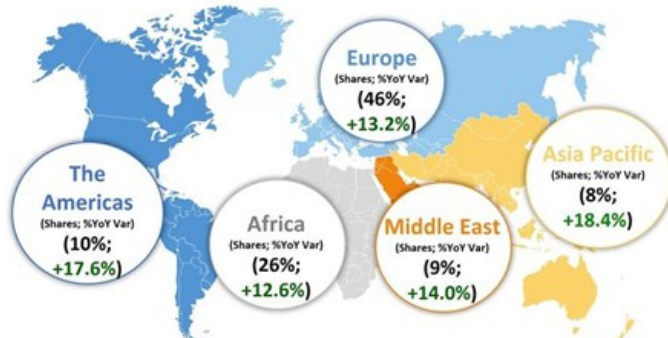 Europe
(Shares; %YoY Var)
(46%;
+13.2%)
Asia Pacific
(Shares; %YoY Var)
(8%;
+18.4%)
The
Americas
(Shares; %YoY Var)
(10%;
+17.6%)
Africa
(Shares; %YoY Var)
(26%;
+12.6%)
Middle East
(Shares; %YoY Var)
(9%;
+14.0%)